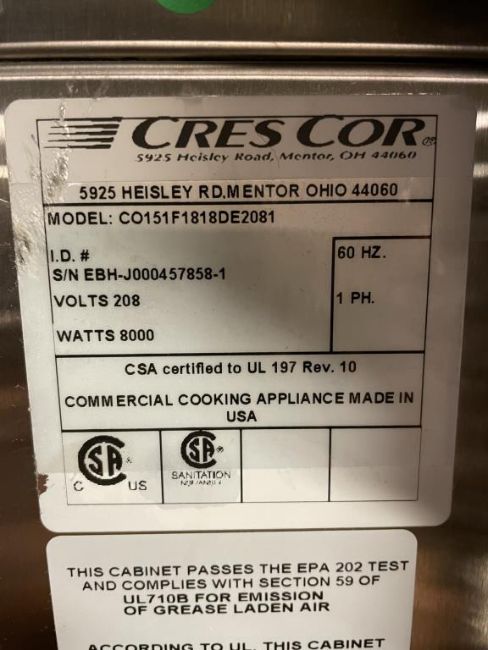 CRES COR®
5925 Heisley Road, Mentor, OH 44060
5925 HEISLEY RD,MENTOR OHIO 44060
MODEL: CO151F1818DE2081
I.D. #
S/N EBH-J000457858-1
VOLTS 208
WATTS 8000
60 HZ.
1 PH.
CSA certified to UL 197 Rev. 10
COMMERCIAL COOKING APPLIANCE MADE IN
USA
SA ®
C US
SA ®
SANITATION
THIS CABINET PASSES THE EPA 202 TEST
AND COMPLIES WITH SECTION 59 OF
UL710B FOR EMISSION
OF GREASE LADEN AIR
ACCORDING TO UL, THIS CABINET